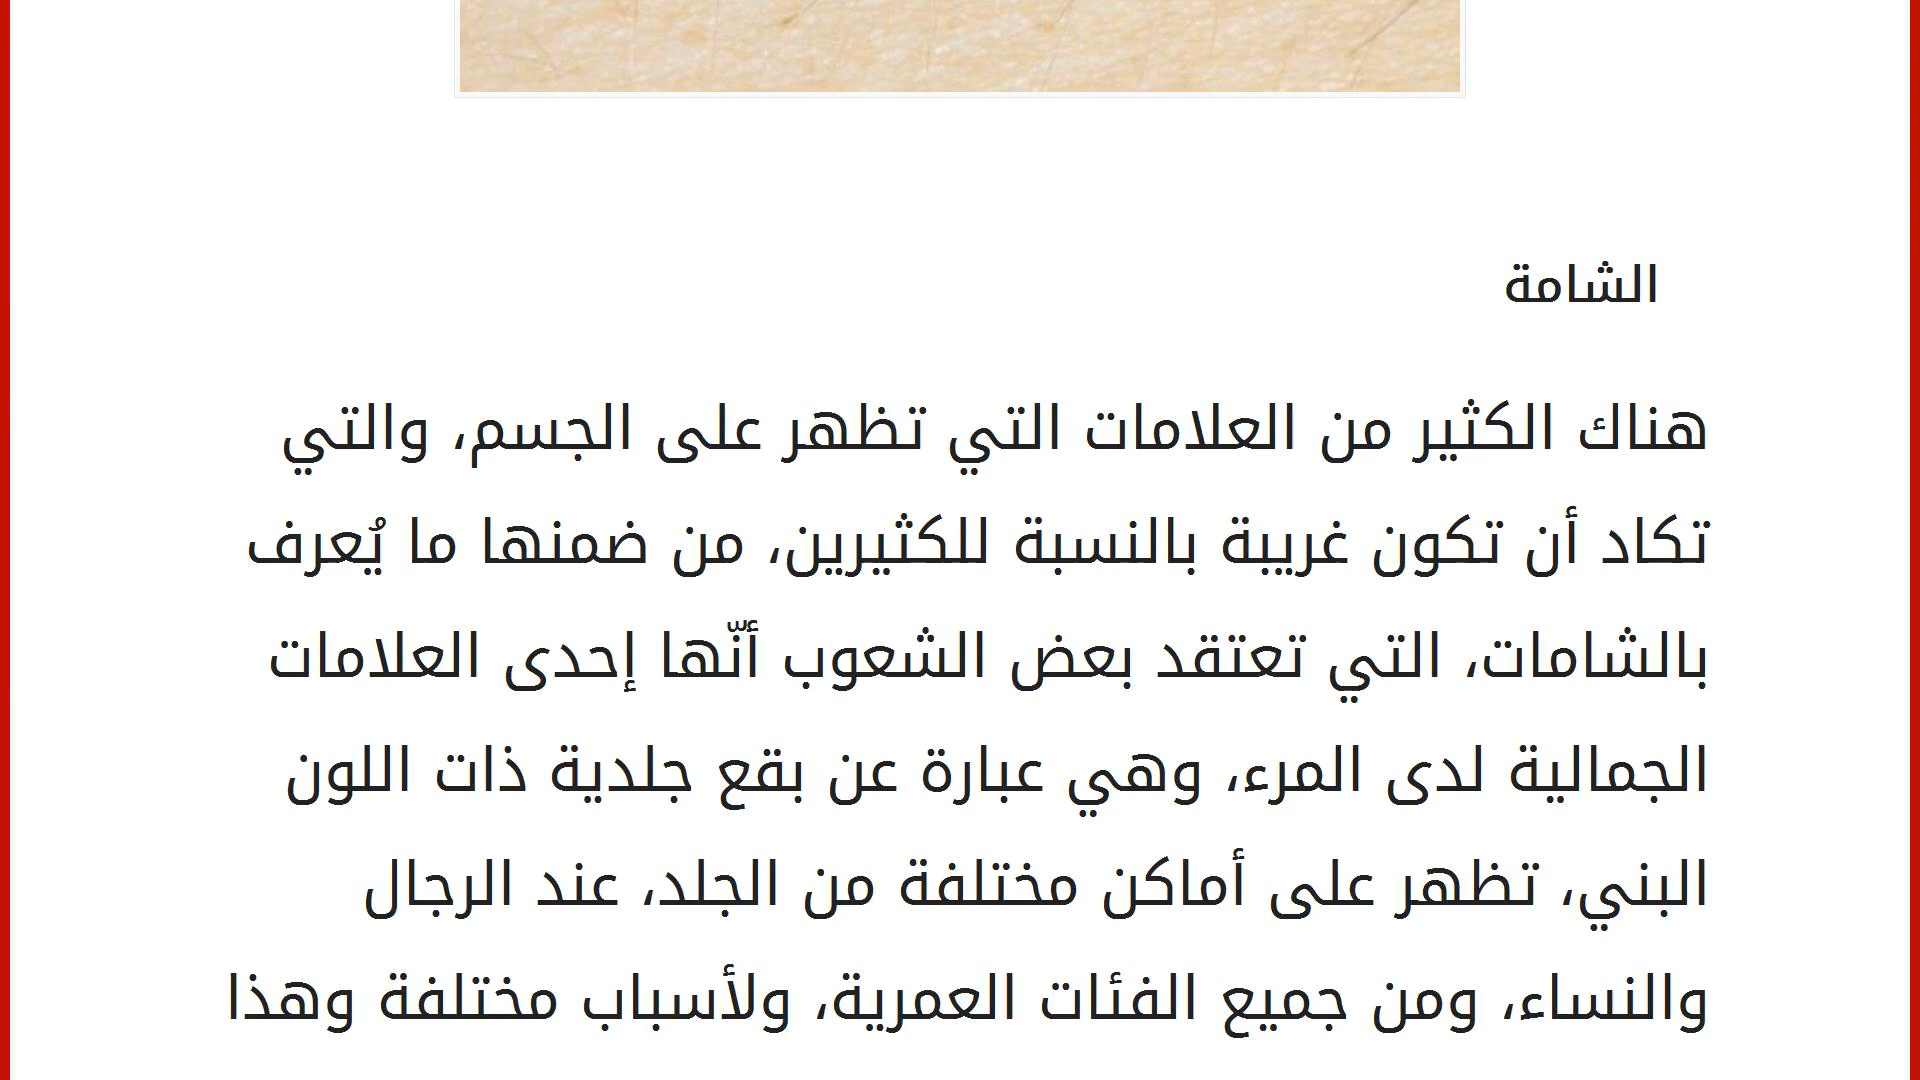 الشامة
هناك الكثير من العلامات التي تظهر على الجسم، والتي
تكاد أن تكون غريبة بالنسبة للكثيرين، من ضمنها ما يُعرف
بالشامات، التي تعتقد بعض الشعوب أنّها إحدى العلامات
الجمالية لدى المرء، وهي عبارة عن بقع جلدية ذات اللون
البني، تظهر على أماكن مختلفة من الجلد، عند الرجال
والنساء، ومن جميع الفئات العمرية، ولأسباب مختلفة وهذا